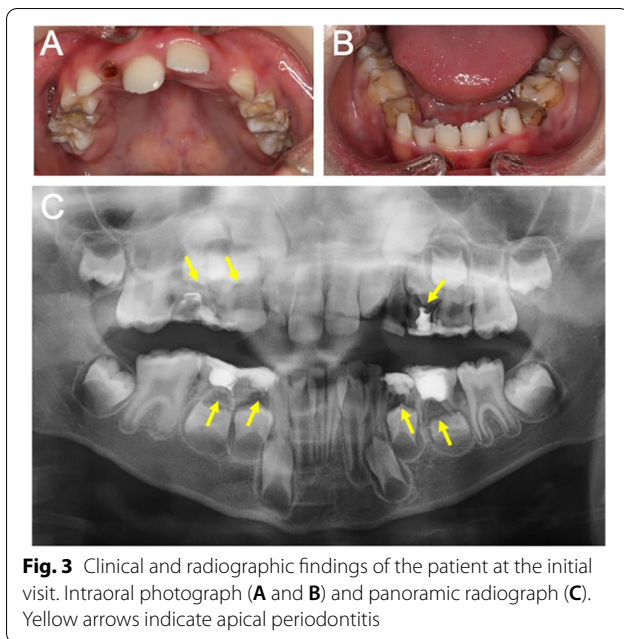 A
B
C
Fig. 3 Clinical and radiographic findings of the patient at the initial
visit. Intraoral photograph (A and B) and panoramic radiograph (C).
Yellow arrows indicate apical periodontitis